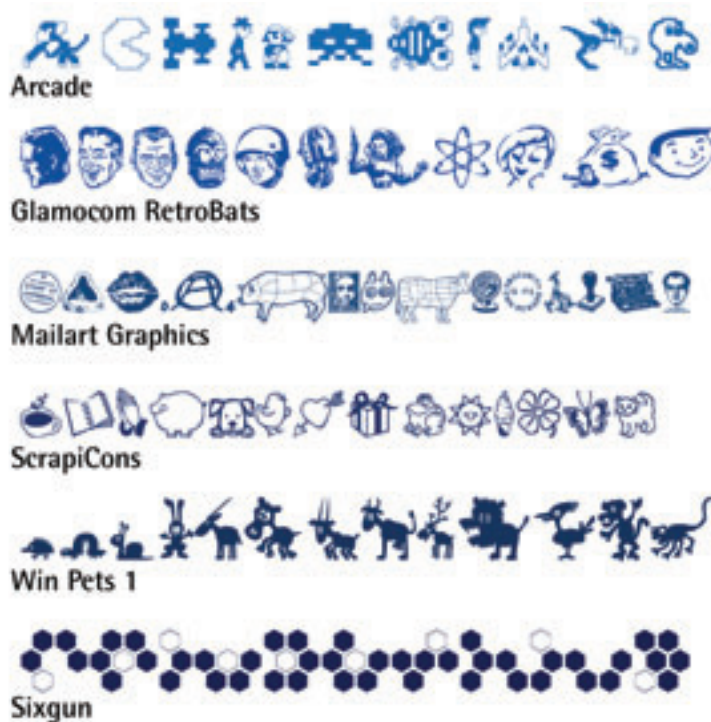 Arcade
Glamocom RetroBats
$
Mailart Graphics
ScrapiCons
Win Pets 1
Sixgun